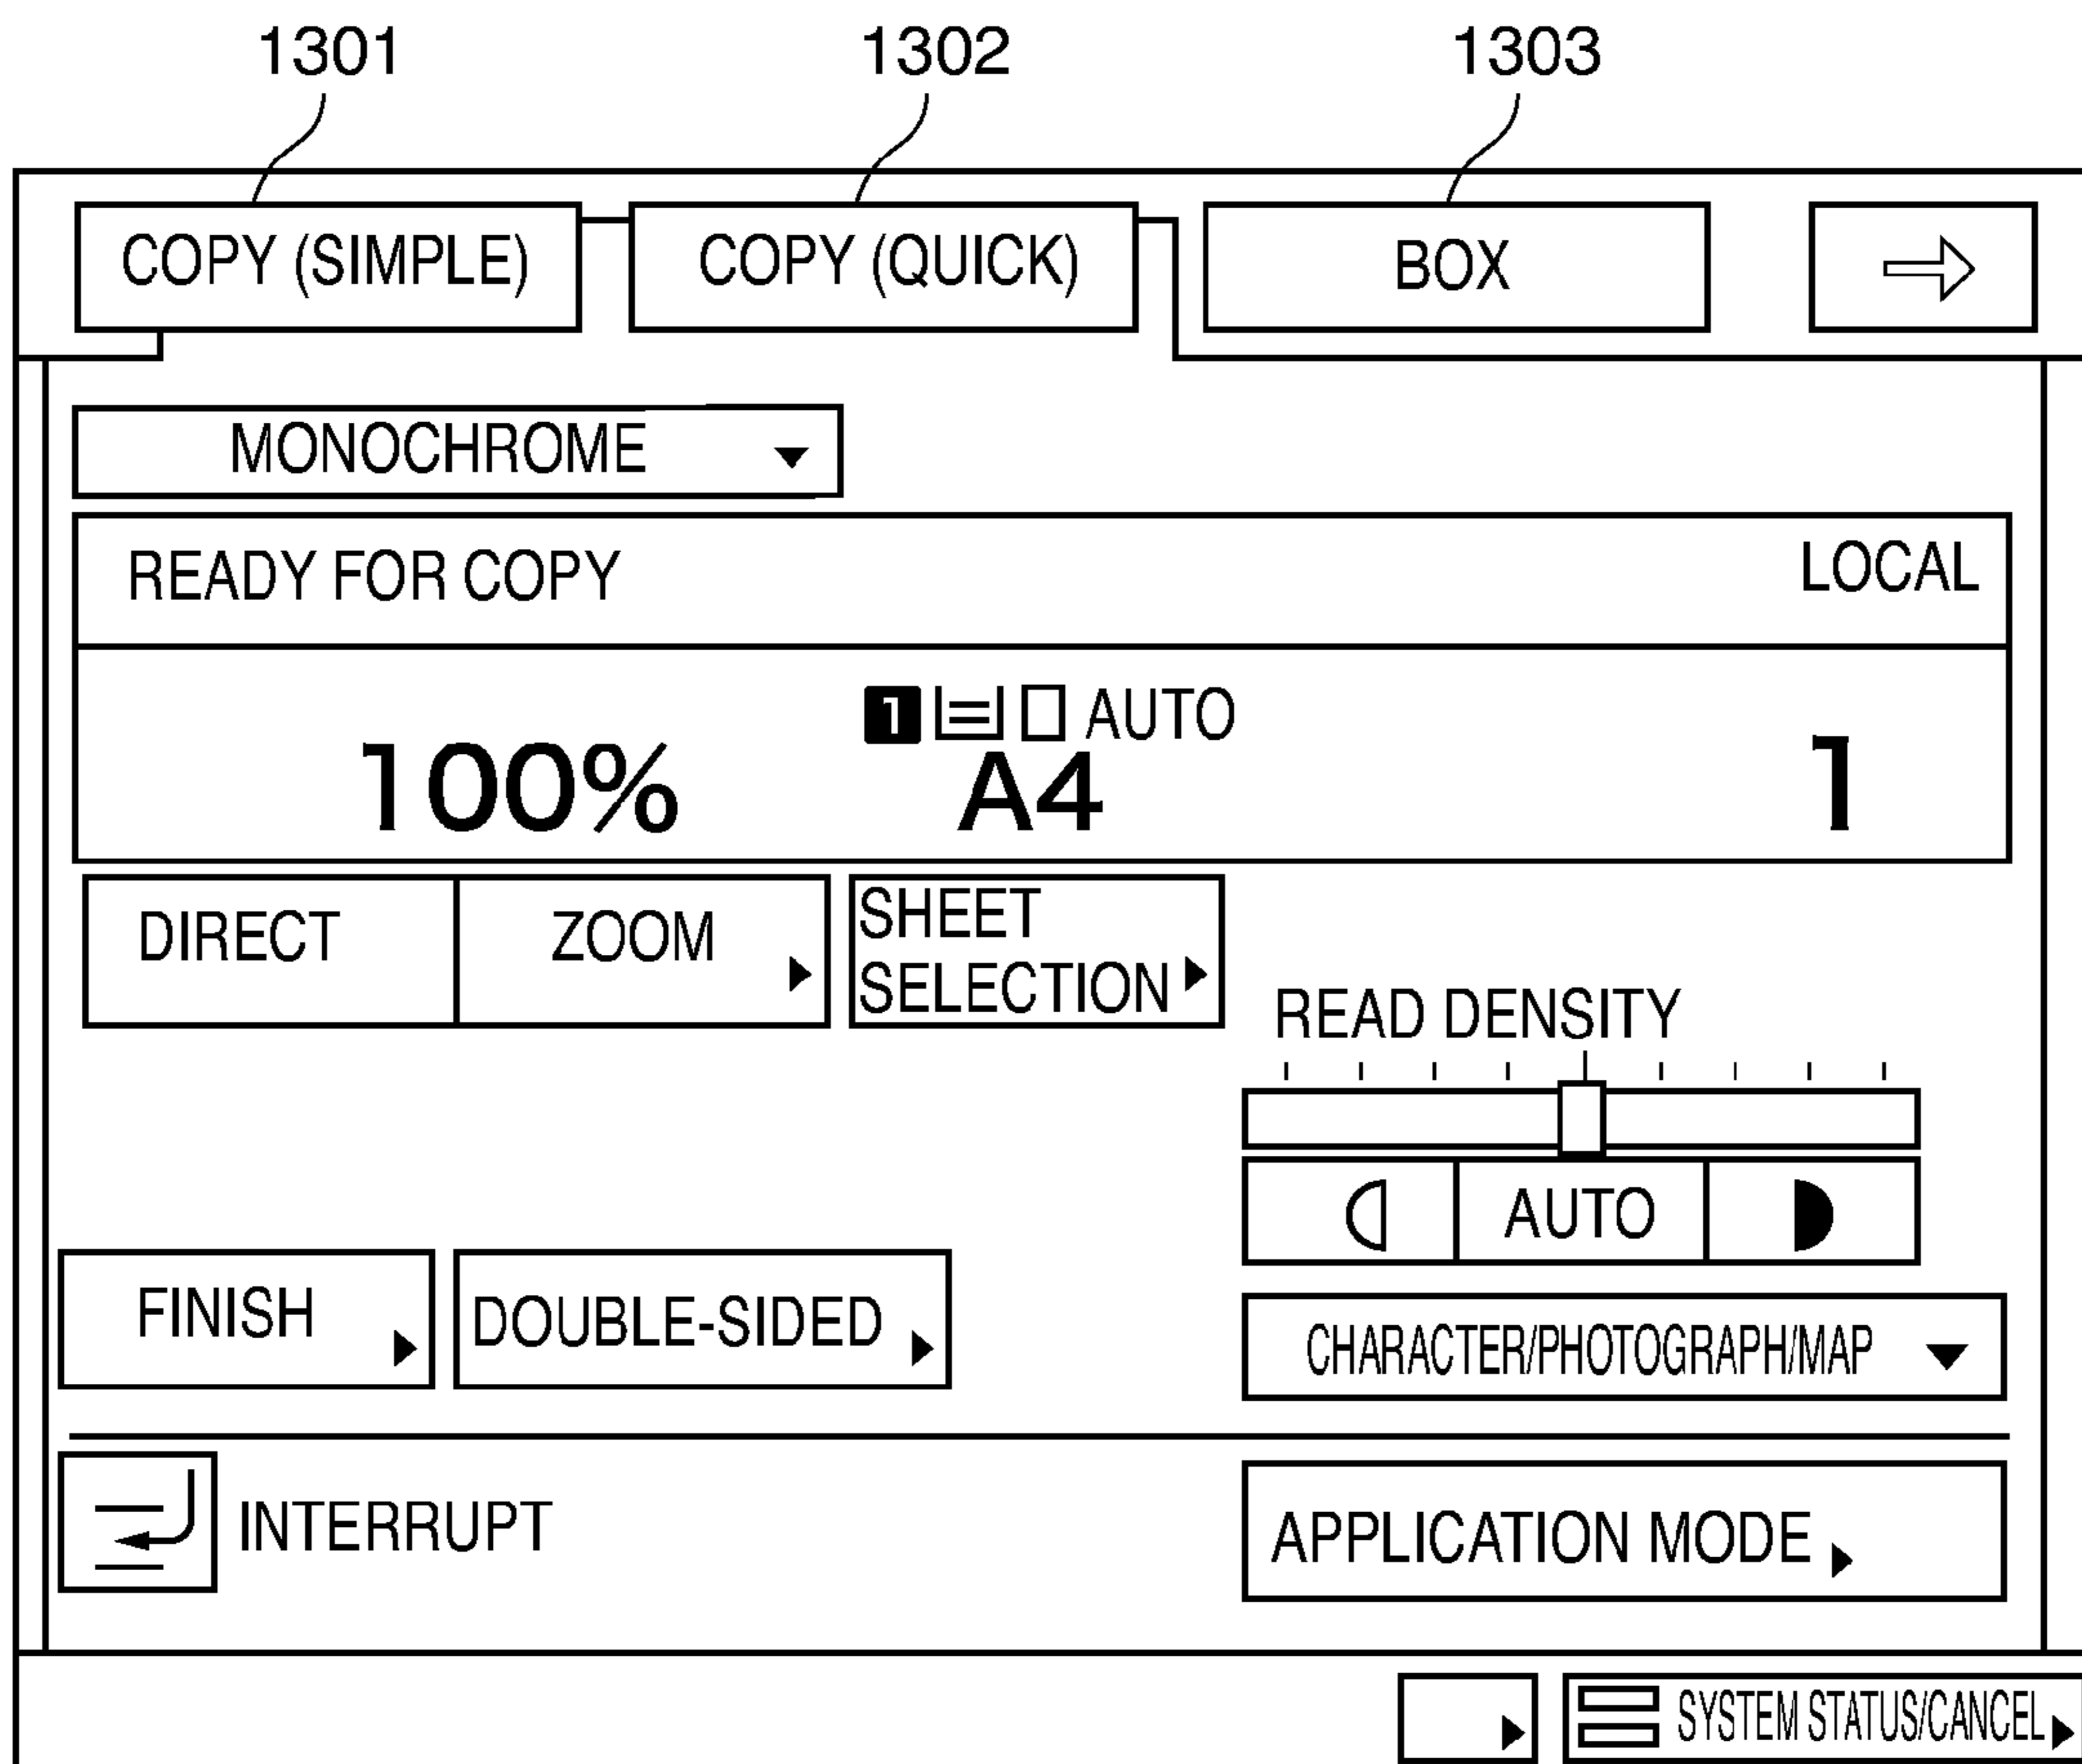 1301 1302 1303
COPY (SIMPLE) COPY (QUICK) BOX
MONOCHROME
READY FOR COPY LOCAL
1 AUTO
100% A4 1
DIRECT ZOOM SHEET
SELECTION
READ DENSITY
AUTO
FINISH DOUBLE-SIDED
CHARACTER/PHOTOGRAPH/MAP
INTERRUPT APPLICATION MODE
SYSTEM STATUS/CANCEL